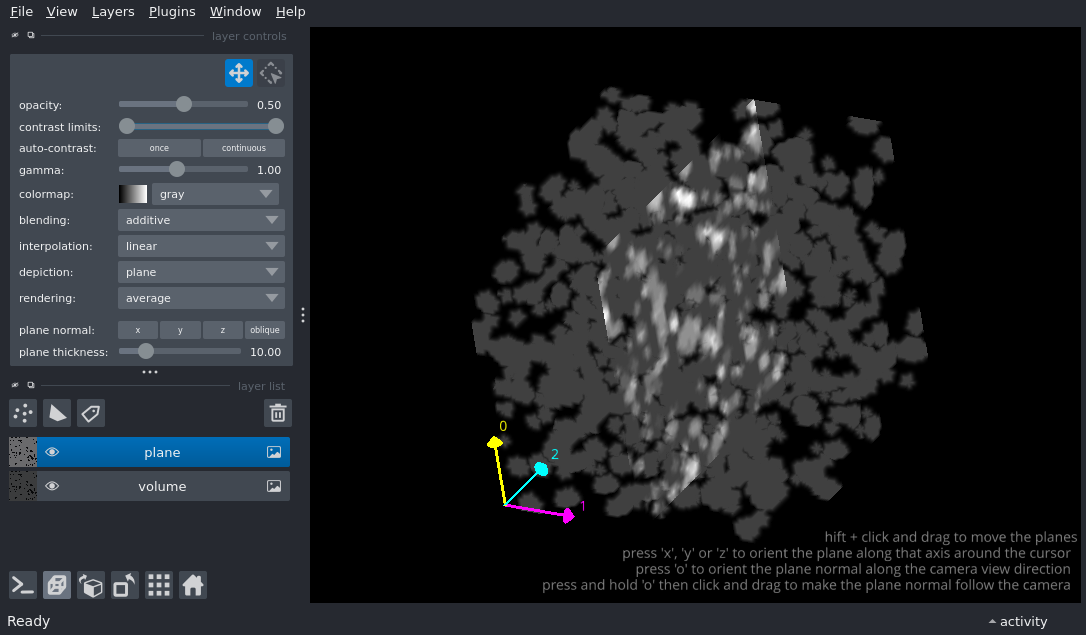 File View Layers Plugins Window Help
layer controls
opacity: 0.50
contrast limits:
auto-contrast: once continuous
gamma: 1.00
colormap: gray
blending: additive
interpolation: linear
depiction: plane
rendering: average
plane normal: x y z oblique
plane thickness: 10.00
layer list
plane
volume
0
2
1
hift + click and drag to move the planes
press 'x', 'y' or 'z' to orient the plane along that axis around the cursor
press 'o' to orient the plane normal along the camera view direction
press and hold 'o' then click and drag to make the plane normal follow the camera
Ready
activity